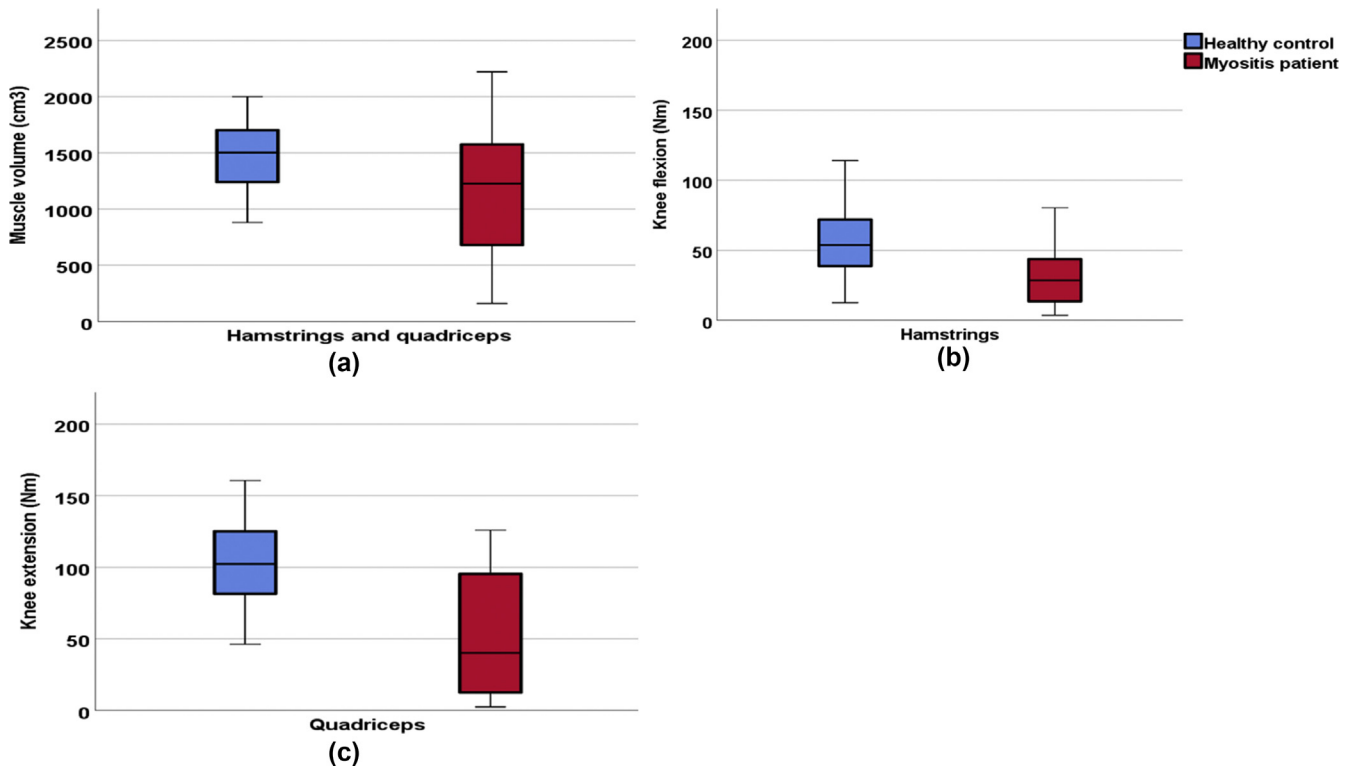 Muscle volume (cm3)
2500
2000
1500
1000
500
0
Hamstrings and quadriceps
(a)
Knee flexion (Nm)
200
150
100
50
0
Hamstrings
(b)
Healthy control
Myositis patient
Knee extension (Nm)
200
150
100
50
0
Quadriceps
(c)